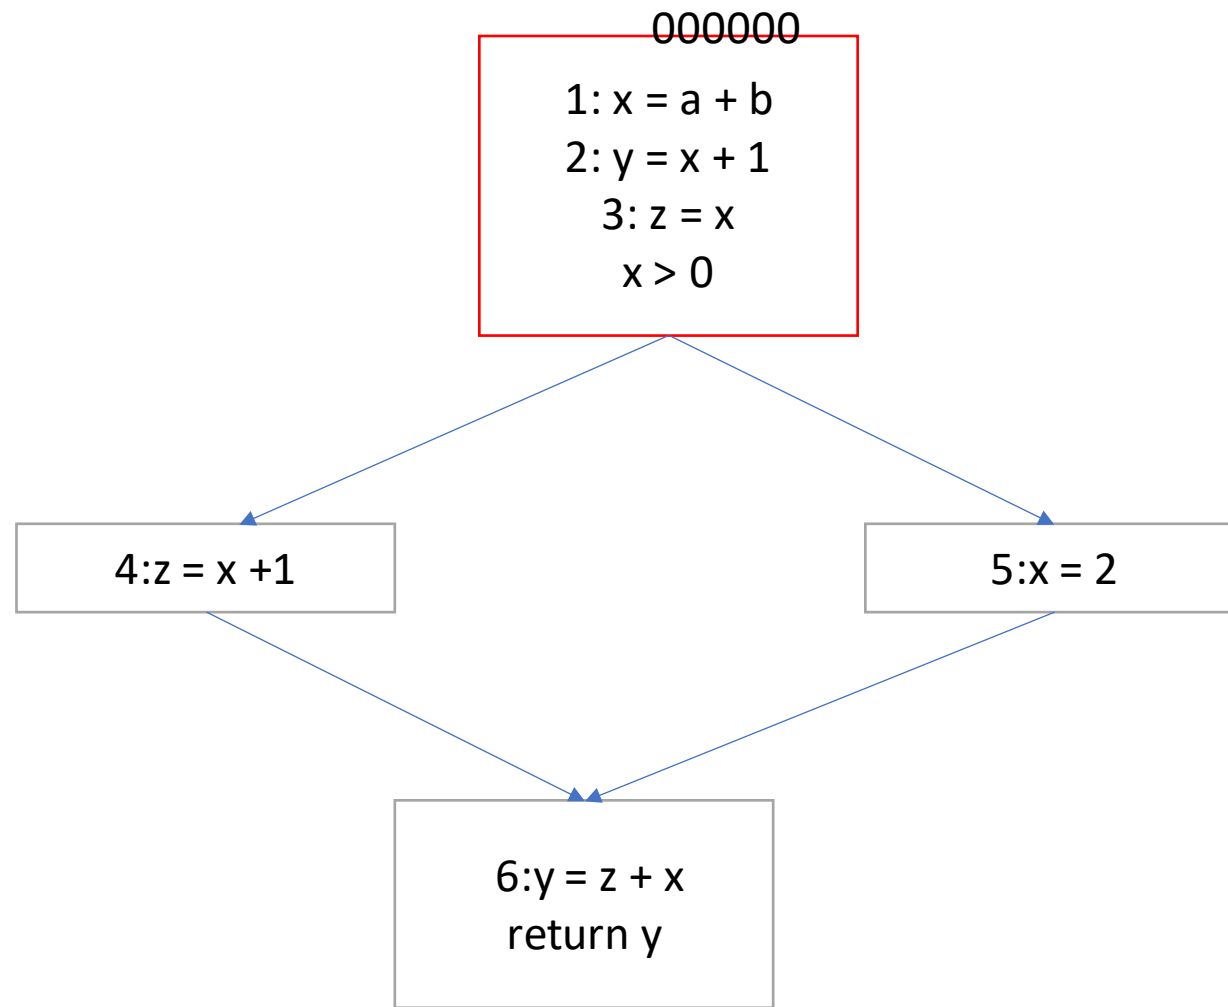 000000
1: x = a + b
2: y = x + 1
3: z = x
x > 0
4:z = x +1
5:x = 2
6:y = z + x
return y